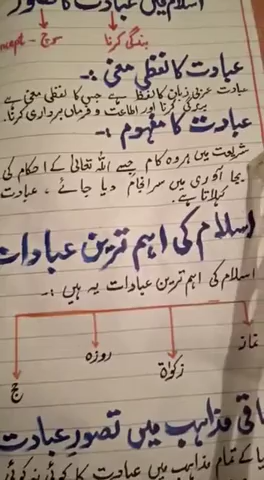 اسلام میں عبادت کا تصور
بندگی کرنا سوچ - concept
عبادت کا لفظی معنی :-
عبادت عربی زبان کا لفظ ہے جس کا لفظی معنی ہے
بندگی کرنا اور اطاعت و فرماں برداری کرنا۔
عبادت کا مفہوم :-
شریعت میں ہر وہ کام جسے اللہ تعالیٰ کے احکام کی
بجا آوری میں سرانجام دیا جائے ، عبادت
کہلاتا ہے۔
اسلام کی اہم ترین عبادات
اسلام کی اہم ترین عبادات یہ ہیں :-
نماز زکوٰۃ روزہ حج
باقی مذاہب میں تصورِ عبادت
کے تمام مذاہب میں عبادت کا کوئی نہ کوئی